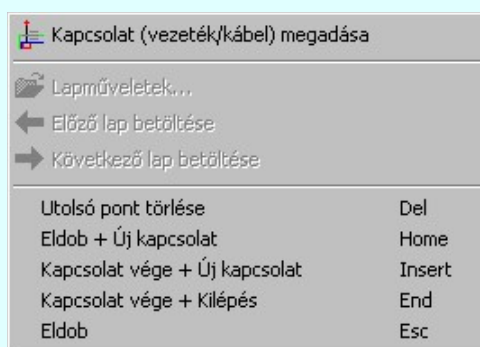 Kapcsolat (vezeték/kábel) megadása
Lapműveletek...
Előző lap betöltése
Következő lap betöltése
Utolsó pont törlése Del
Eldob + Új kapcsolat Home
Kapcsolat vége + Új kapcsolat Insert
Kapcsolat vége + Kilépés End
Eldob Esc